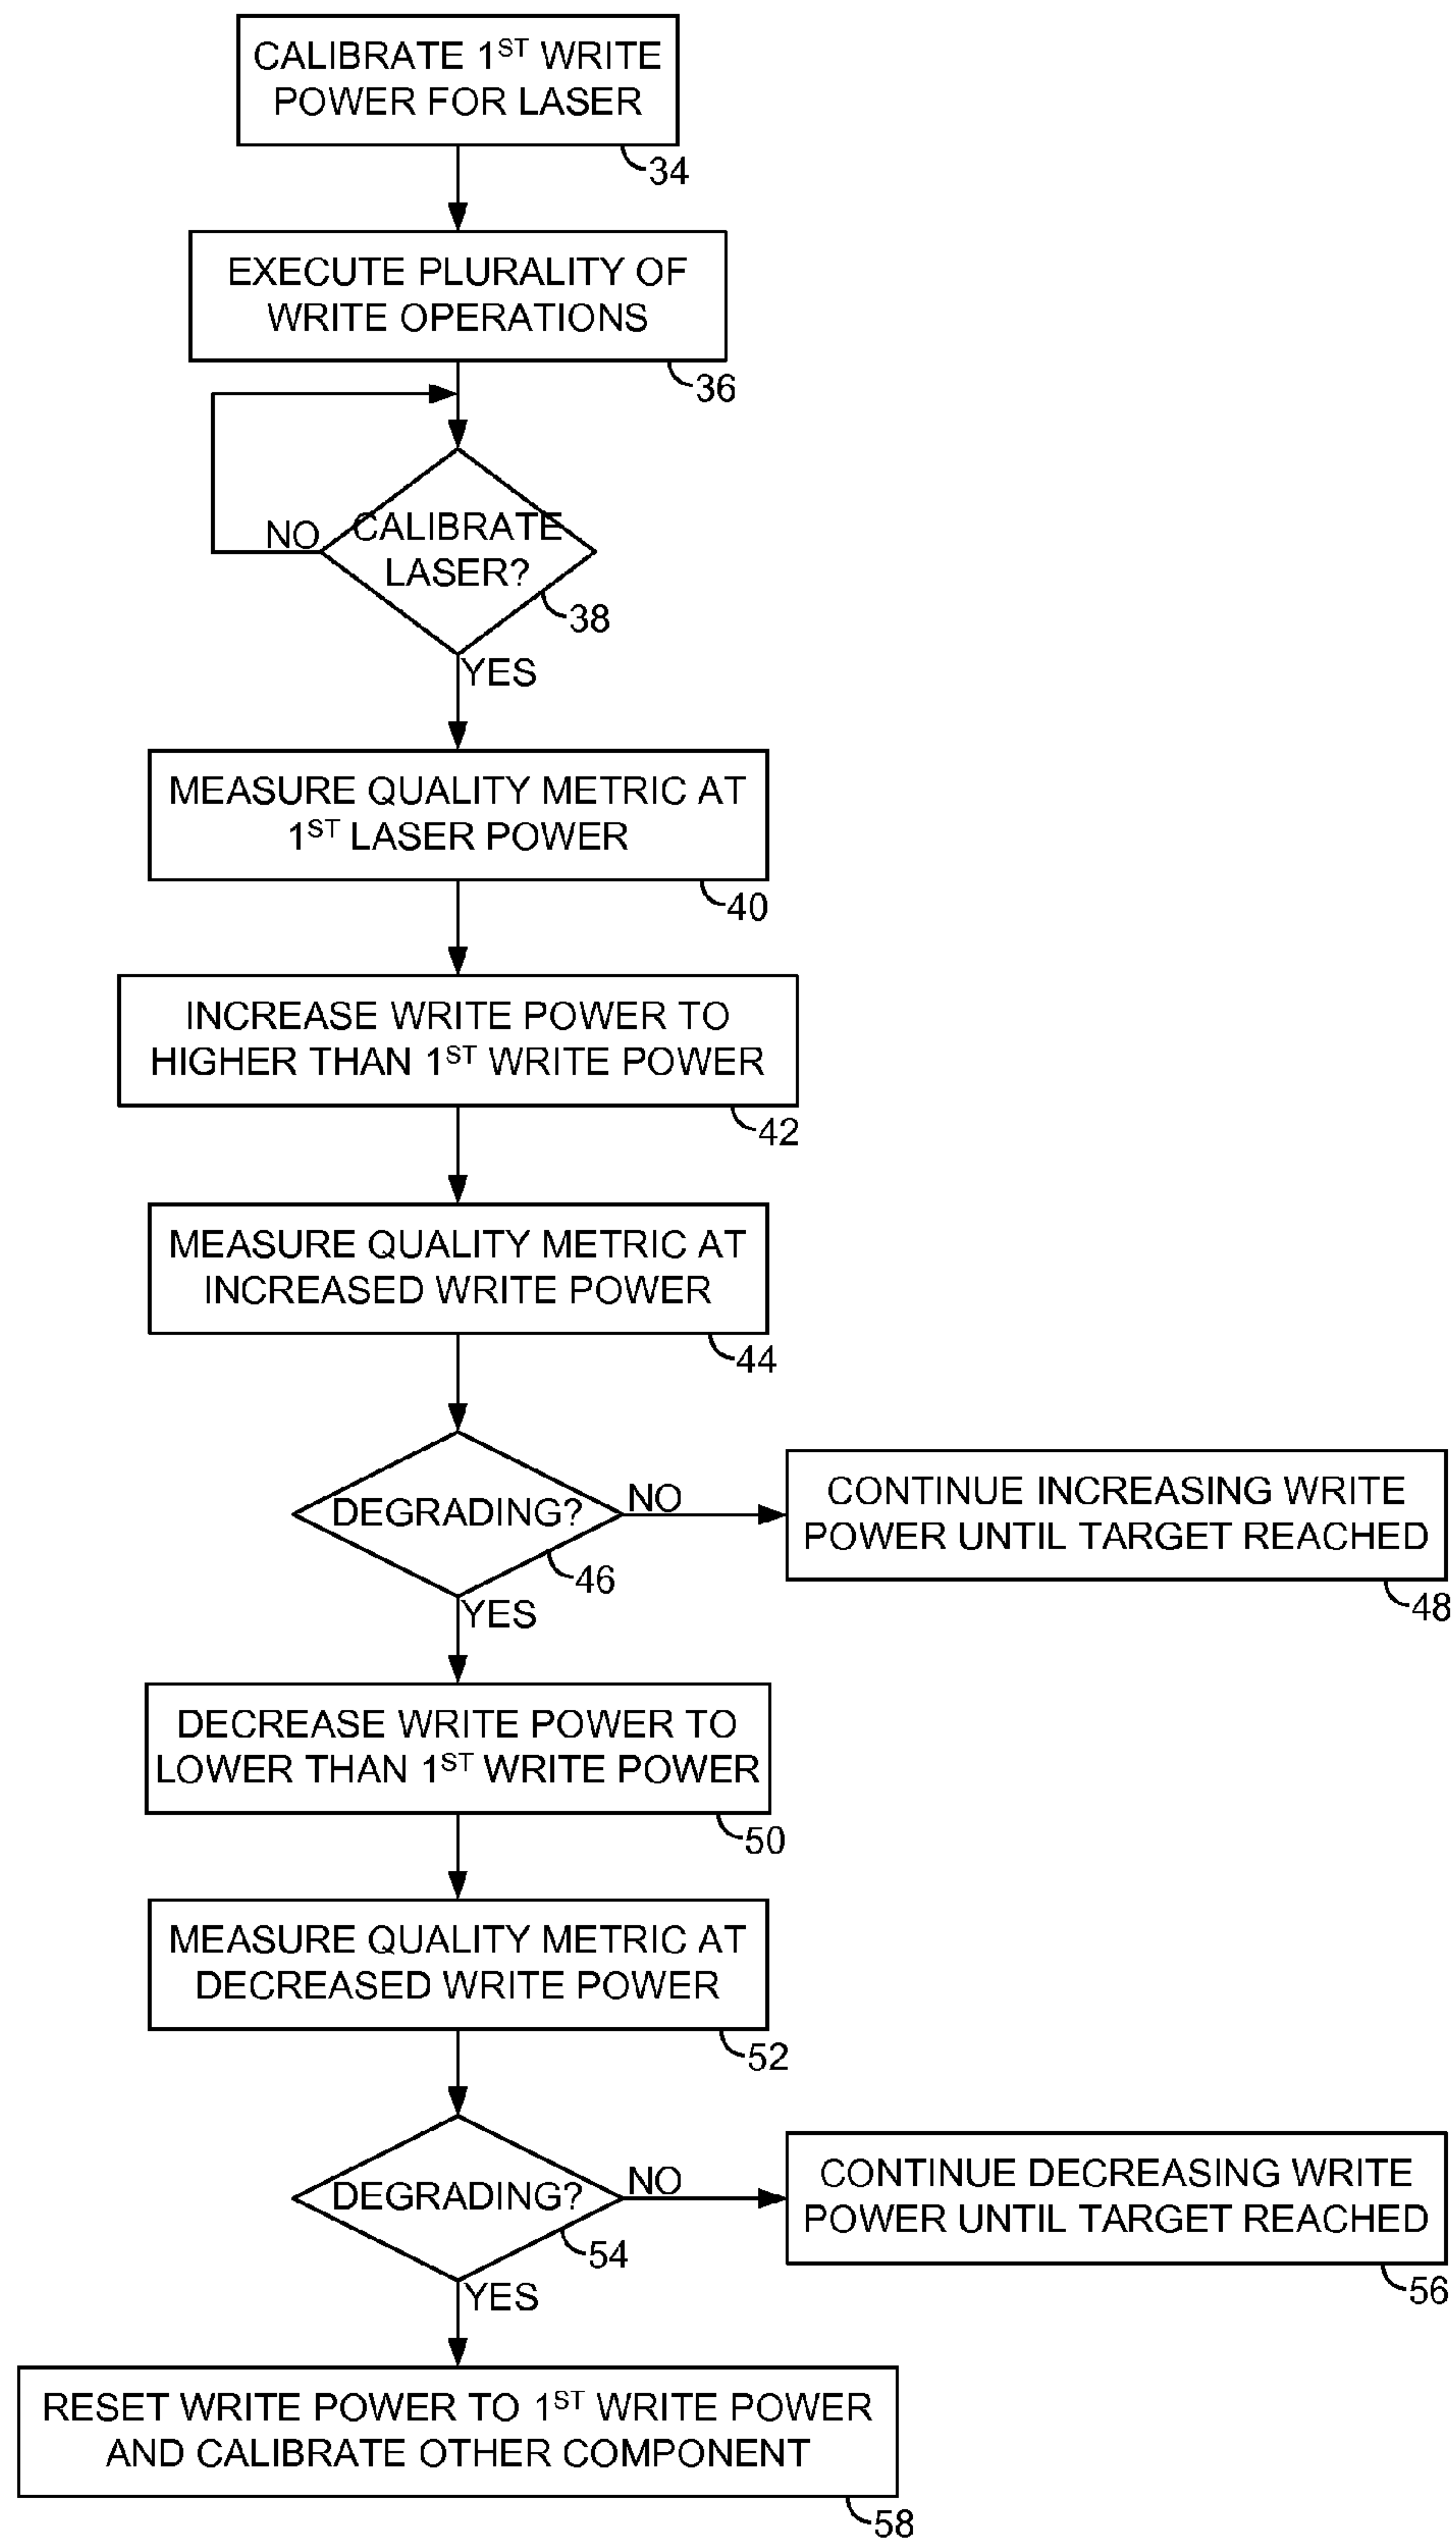 CALIBRATE 1ST WRITE
POWER FOR LASER
34
EXECUTE PLURALITY OF
WRITE OPERATIONS
36
NO
CALIBRATE
LASER?
38
YES
MEASURE QUALITY METRIC AT
1ST LASER POWER
40
INCREASE WRITE POWER TO
HIGHER THAN 1ST WRITE POWER
42
MEASURE QUALITY METRIC AT
INCREASED WRITE POWER
44
DEGRADING?
NO
46
YES
CONTINUE INCREASING WRITE
POWER UNTIL TARGET REACHED
48
DECREASE WRITE POWER TO
LOWER THAN 1ST WRITE POWER
50
MEASURE QUALITY METRIC AT
DECREASED WRITE POWER
52
DEGRADING?
NO
54
YES
CONTINUE DECREASING WRITE
POWER UNTIL TARGET REACHED
56
RESET WRITE POWER TO 1ST WRITE POWER
AND CALIBRATE OTHER COMPONENT
58